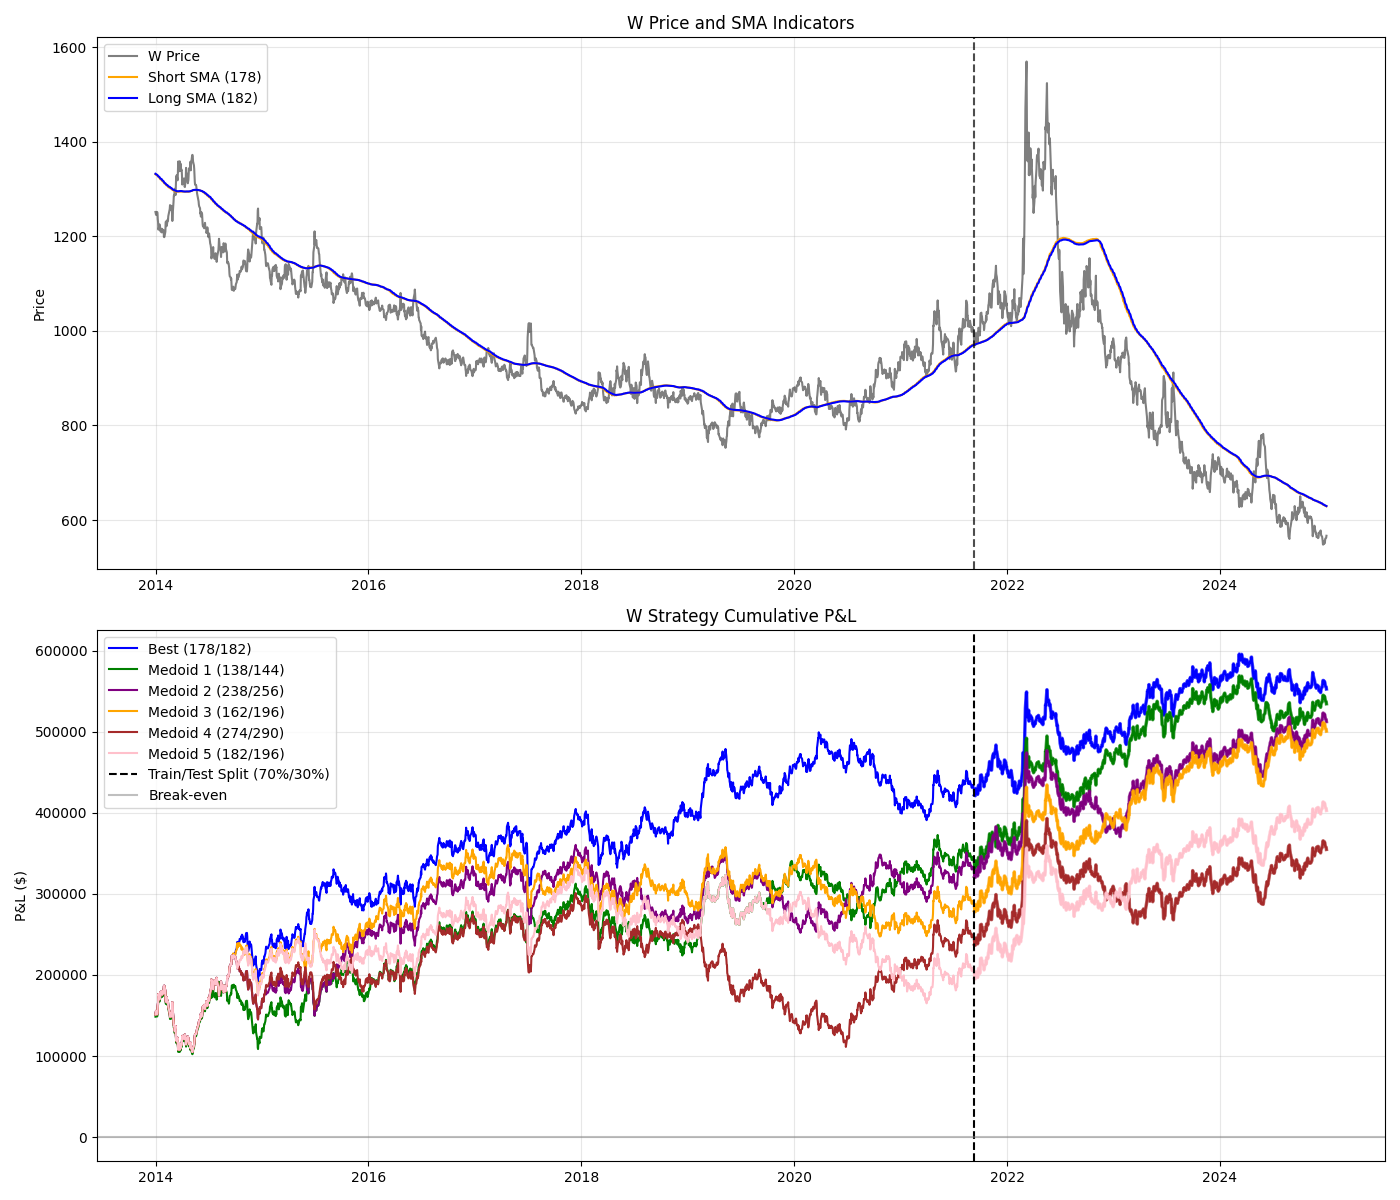 W Price and SMA Indicators
W Price
Short SMA (178)
Long SMA (182)
Price
1600
1400
1200
1000
800
600
2014
2016
2018
2020
2022
2024
W Strategy Cumulative P&L
Best (178/182)
Medoid 1 (138/144)
Medoid 2 (238/256)
Medoid 3 (162/196)
Medoid 4 (274/290)
Medoid 5 (182/196)
Train/Test Split (70%/30%)
Break-even
P&L ($)
600000
500000
400000
300000
200000
100000
0
2014
2016
2018
2020
2022
2024